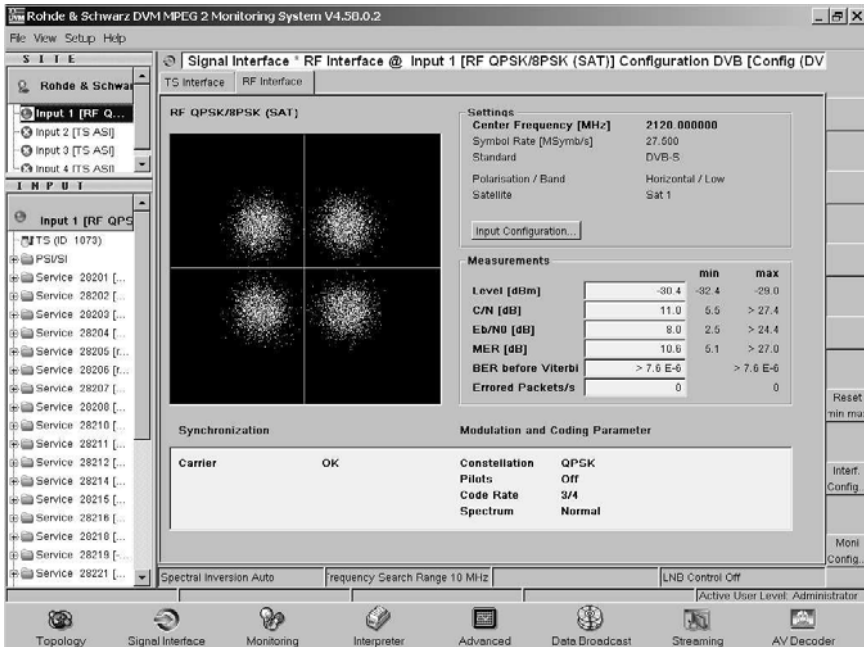 Rohde & Schwarz DVM MPEG 2 Monitoring System V4.50.0.2
File View Setup Help
SITE
Rohde & Schwar
Input 1 [RF Q...
Input 2 [TS ASI]
Input 3 [TS ASI]
Input 4 [TS ASI]
INPUT
Input 1 [RF QPS
TS (ID 1073)
PSI/SI
Service 28201 [...
Service 28202 [...
Service 28203 [...
Service 28204 [...
Service 28205 [r...
Service 28206 [r...
Service 28207 [...
Service 28208 [...
Service 28210 [...
Service 28211 [...
Service 28212 [...
Service 28214 [...
Service 28215 [...
Service 28216 [...
Service 28218 [...
Service 28219 [-...
Service 28221 [...
Signal Interface * RF Interface @ Input 1 [RF QPSK/8PSK (SAT)] Configuration DVB [Config (DV
TS Interface RF Interface
RF QPSK/8PSK (SAT)
Settings
Center Frequency [MHz] 2120.000000
Symbol Rate [MSymb/s] 27.500
Standard DVB-S
Polarisation / Band Horizontal / Low
Satellite Sat 1
Input Configuration...
Measurements
min max
Level [dBm] -30.4 -32.4 -29.0
C/N [dB] 11.0 5.5 > 27.4
Eb/N0 [dB] 8.0 2.5 > 24.4
MER [dB] 10.6 5.1 > 27.0
BER before Viterbi > 7.6 E-6 > 7.6 E-6
Errored Packets/s 0 0
Synchronization
Carrier OK
Modulation and Coding Parameter
Constellation QPSK
Pilots Off
Code Rate 3/4
Spectrum Normal
Reset
min max
Interf.
Config..
Moni
Config..
Spectral Inversion Auto Frequency Search Range 10 MHz LNB Control Off
Active User Level: Administrator
Topology Signal Interface Monitoring Interpreter Advanced Data Broadcast Streaming AV Decoder